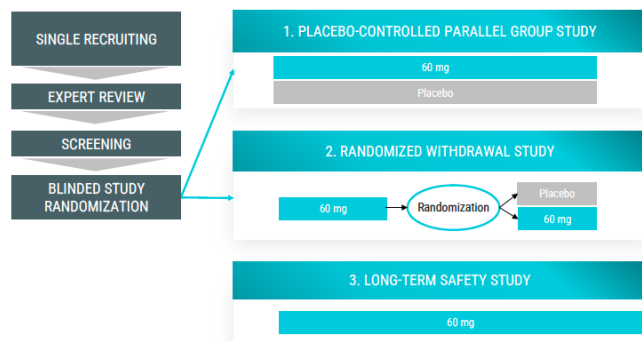 SINGLE RECRUITING
EXPERT REVIEW
SCREENING
BLINDED STUDY
RANDOMIZATION
1. PLACEBO-CONTROLLED PARALLEL GROUP STUDY
60 mg
Placebo
2. RANDOMIZED WITHDRAWAL STUDY
60 mg
Randomization
Placebo
60 mg
3. LONG-TERM SAFETY STUDY
60 mg